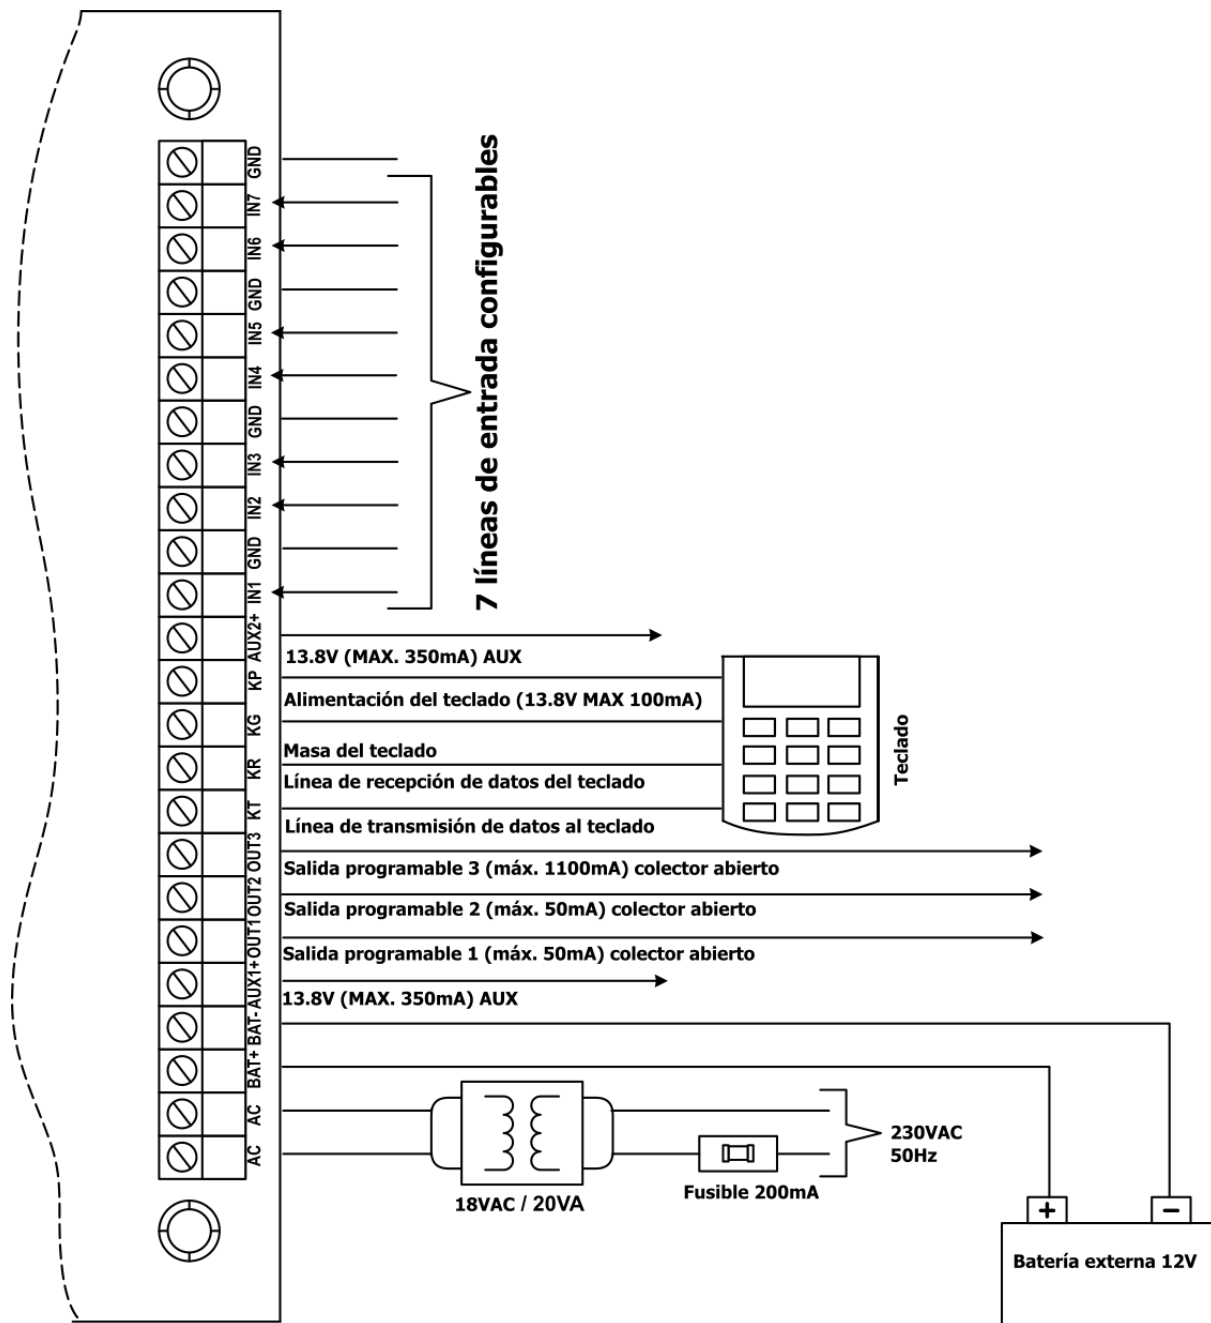 GND
IN7
IN6
GND
IN5
IN4
GND
IN3
IN2
GND
IN1
7 líneas de entrada configurables
AUX2+
13.8V (MAX. 350mA) AUX
KP
Alimentación del teclado (13.8V MAX 100mA)
KG
Masa del teclado
KR
Línea de recepción de datos del teclado
KT
Línea de transmisión de datos al teclado
Teclado
OUT3
Salida programable 3 (máx. 1100mA) colector abierto
OUT2
Salida programable 2 (máx. 50mA) colector abierto
OUT1
Salida programable 1 (máx. 50mA) colector abierto
AUX1+
13.8V (MAX. 350mA) AUX
BAT-
BAT+
AC
AC
18VAC / 20VA
Fusible 200mA
230VAC
50Hz
+
−
Batería externa 12V